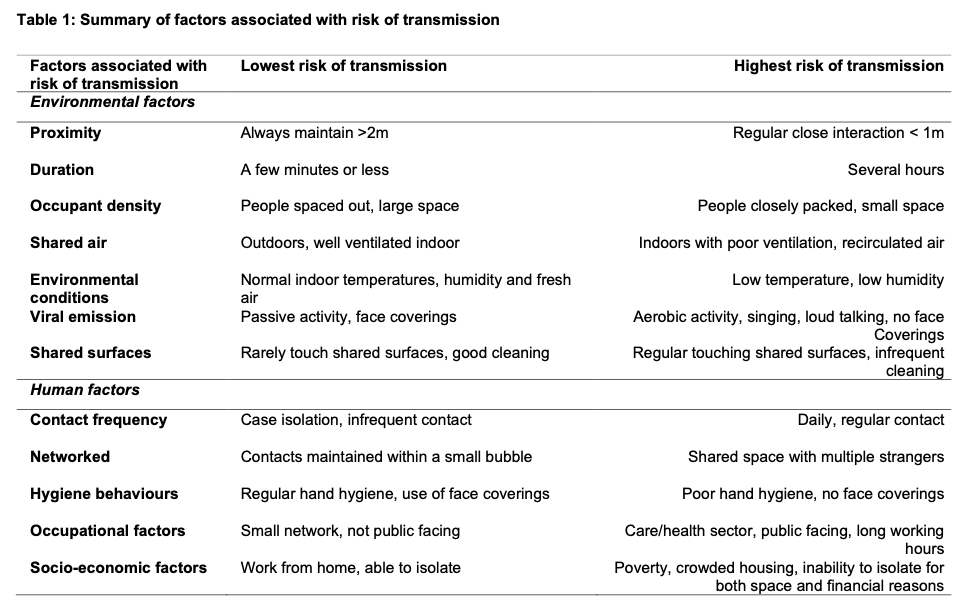 Table 1: Summary of factors associated with risk of transmission
Factors associated with risk of transmission Lowest risk of transmission Highest risk of transmission
Environmental factors
Proximity Always maintain >2m Regular close interaction < 1m
Duration A few minutes or less Several hours
Occupant density People spaced out, large space People closely packed, small space
Shared air Outdoors, well ventilated indoor Indoors with poor ventilation, recirculated air
Environmental conditions Normal indoor temperatures, humidity and fresh air Low temperature, low humidity
Viral emission Passive activity, face coverings Aerobic activity, singing, loud talking, no face Coverings
Shared surfaces Rarely touch shared surfaces, good cleaning Regular touching shared surfaces, infrequent cleaning
Human factors
Contact frequency Case isolation, infrequent contact Daily, regular contact
Networked Contacts maintained within a small bubble Shared space with multiple strangers
Hygiene behaviours Regular hand hygiene, use of face coverings Poor hand hygiene, no face coverings
Occupational factors Small network, not public facing Care/health sector, public facing, long working hours
Socio-economic factors Work from home, able to isolate Poverty, crowded housing, inability to isolate for both space and financial reasons